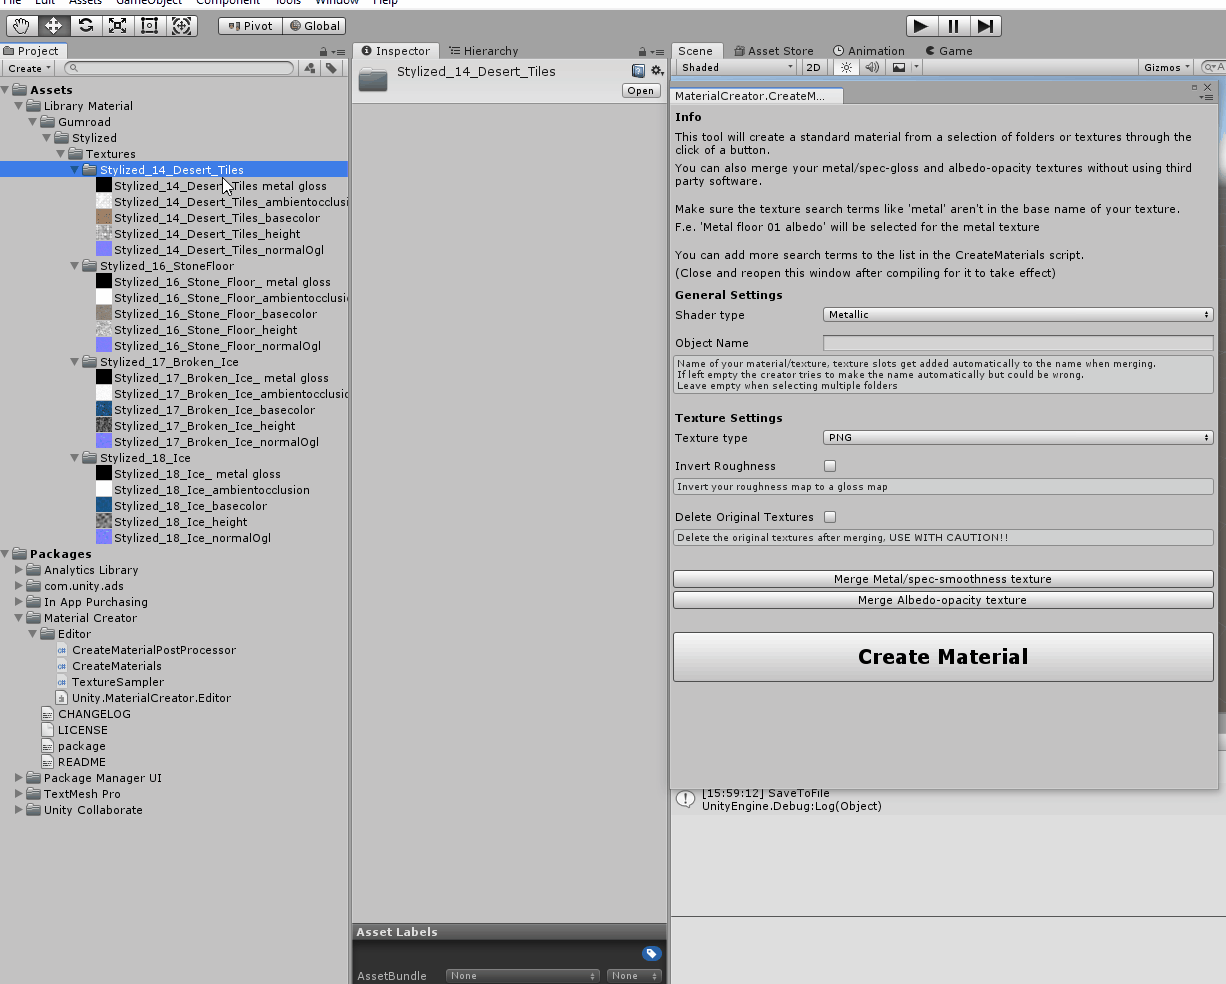 File Edit Assets GameObject Component Tools Window Help
Pivot Global
Project
Create
Assets
Library Material
Gumroad
Stylized
Textures
Stylized_14_Desert_Tiles
Stylized_14_Desert_Tiles metal gloss
Stylized_14_Desert_Tiles_ambientocclusi
Stylized_14_Desert_Tiles_basecolor
Stylized_14_Desert_Tiles_height
Stylized_14_Desert_Tiles_normalOgl
Stylized_16_StoneFloor
Stylized_16_Stone_Floor_ metal gloss
Stylized_16_Stone_Floor_ambientocclusi
Stylized_16_Stone_Floor_basecolor
Stylized_16_Stone_Floor_height
Stylized_16_Stone_Floor_normalOgl
Stylized_17_Broken_Ice
Stylized_17_Broken_Ice_ metal gloss
Stylized_17_Broken_Ice_ambientocclusic
Stylized_17_Broken_Ice_basecolor
Stylized_17_Broken_Ice_height
Stylized_17_Broken_Ice_normalOgl
Stylized_18_Ice
Stylized_18_Ice_ metal gloss
Stylized_18_Ice_ambientocclusion
Stylized_18_Ice_basecolor
Stylized_18_Ice_height
Stylized_18_Ice_normalOgl
Packages
Analytics Library
com.unity.ads
In App Purchasing
Material Creator
Editor
CreateMaterialPostProcessor
CreateMaterials
TextureSampler
Unity.MaterialCreator.Editor
CHANGELOG
LICENSE
package
README
Package Manager UI
TextMesh Pro
Unity Collaborate
Inspector Hierarchy
Stylized_14_Desert_Tiles
Open
Asset Labels
AssetBundle None None
Scene Asset Store Animation Game
Shaded 2D Gizmos A
MaterialCreator.CreateM...
Info
This tool will create a standard material from a selection of folders or textures through the
click of a button.
You can also merge your metal/spec-gloss and albedo-opacity textures without using third
party software.
Make sure the texture search terms like 'metal' aren't in the base name of your texture.
F.e. 'Metal floor 01 albedo' will be selected for the metal texture
You can add more search terms to the list in the CreateMaterials script.
(Close and reopen this window after compiling for it to take effect)
General Settings
Shader type Metallic
Object Name
Name of your material/texture, texture slots get added automatically to the name when merging.
If left empty the creator tries to make the name automatically but could be wrong.
Leave empty when selecting multiple folders
Texture Settings
Texture type PNG
Invert Roughness
Invert your roughness map to a gloss map
Delete Original Textures
Delete the original textures after merging, USE WITH CAUTION!!
Merge Metal/spec-smoothness texture
Merge Albedo-opacity texture
Create Material
[15:59:12] SaveToFile
UnityEngine.Debug:Log(Object)